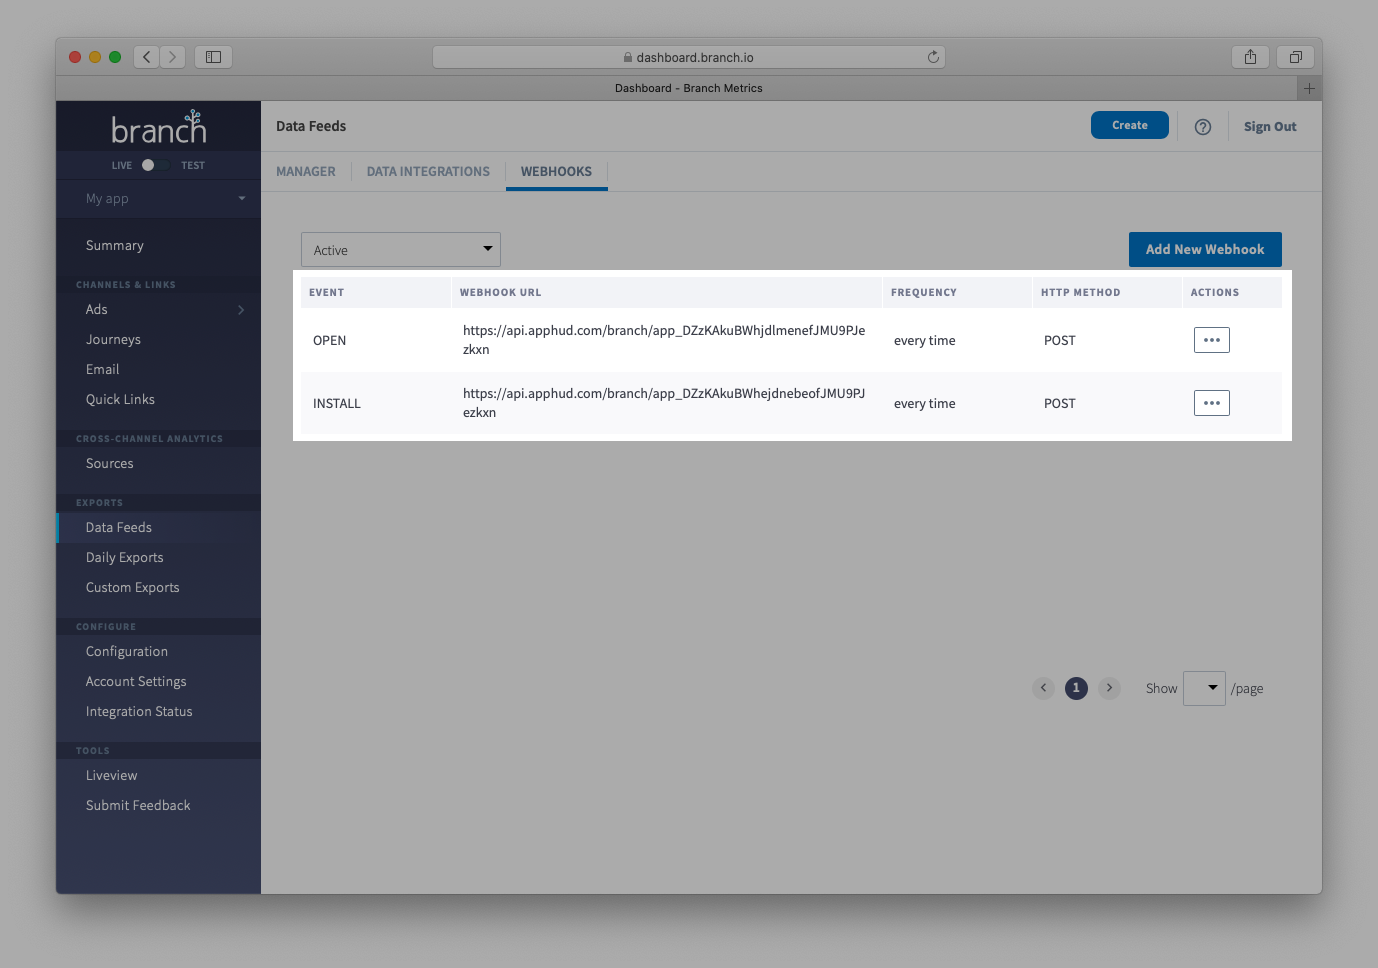 dashboard.branch.io
Dashboard - Branch Metrics
branch
LIVE TEST
My app
Summary
CHANNELS & LINKS
Ads
Journeys
Email
Quick Links
CROSS-CHANNEL ANALYTICS
Sources
EXPORTS
Data Feeds
Daily Exports
Custom Exports
CONFIGURE
Configuration
Account Settings
Integration Status
TOOLS
Liveview
Submit Feedback
Data Feeds
Create
Sign Out
MANAGER DATA INTEGRATIONS WEBHOOKS
Active
Add New Webhook
EVENT WEBHOOK URL FREQUENCY HTTP METHOD ACTIONS
OPEN https://api.apphud.com/branch/app_DZzKAkuBWhjdlmenefJMU9PJe every time POST
zkxn
INSTALL https://api.apphud.com/branch/app_DZzKAkuBWhejdnebeofJMU9PJ every time POST
ezkxn
1 Show /page